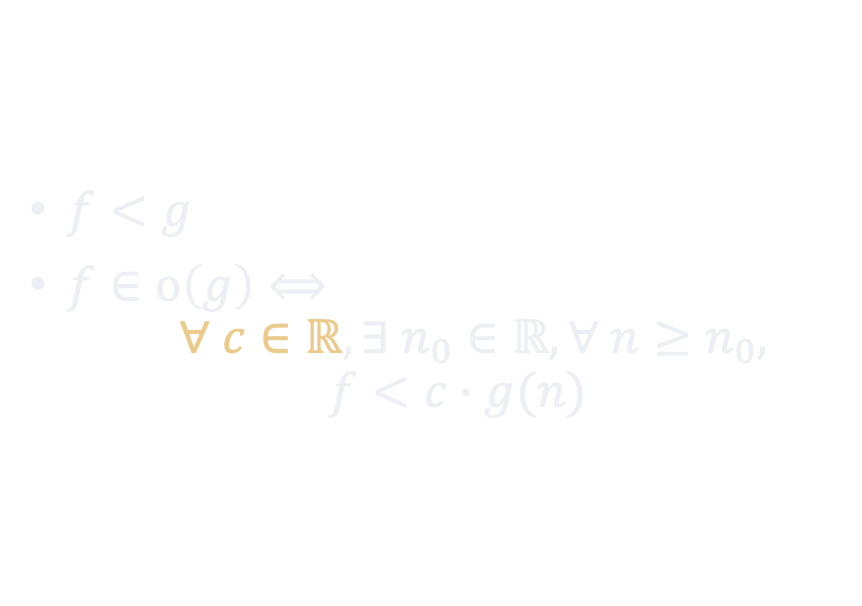 • f < g
• f ∈ o(g) ⇔
∀ c ∈ ℝ, ∃ n₀ ∈ ℝ, ∀ n ≥ n₀,
f < c · g(n)